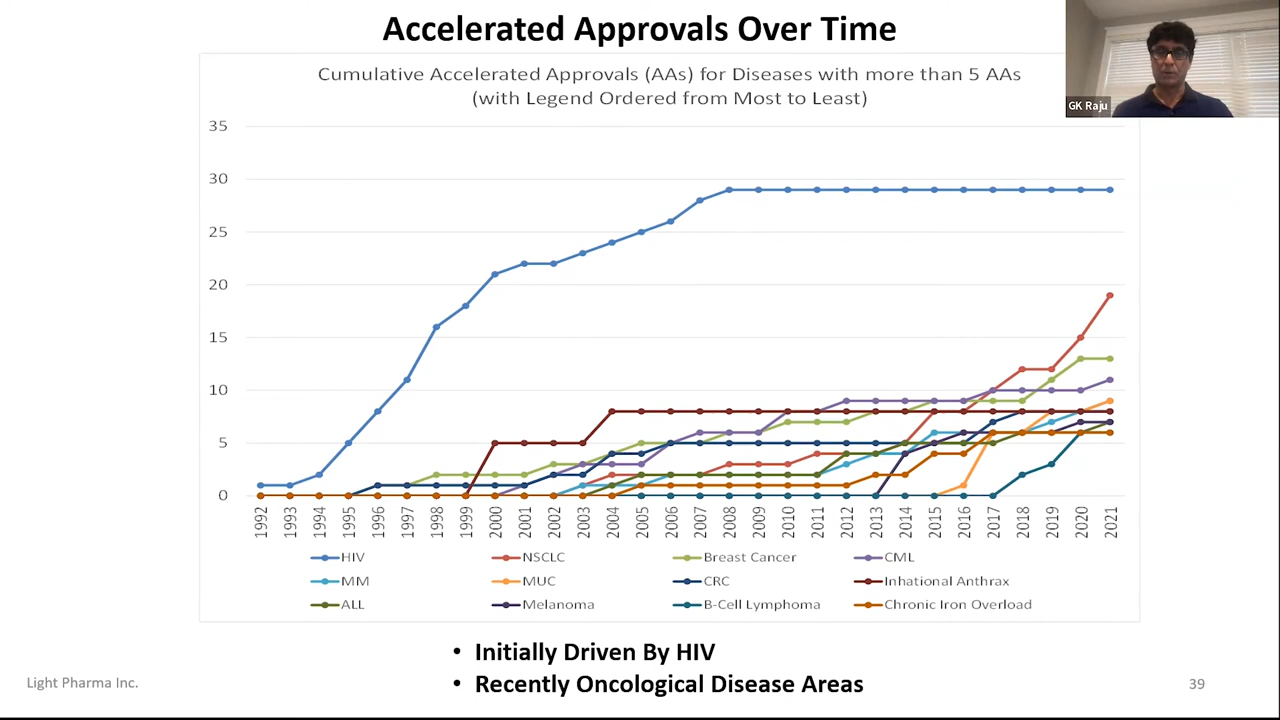 Accelerated Approvals Over Time
GK Raju
Cumulative Accelerated Approvals (AAs) for Diseases with more than 5 AAs
(with Legend Ordered from Most to Least)
35
30
25
20
15
10
5
0
1992 1993 1994 1995 1996 1997 1998 1999 2000 2001 2002 2003 2004 2005 2006 2007 2008 2009 2010 2011 2012 2013 2014 2015 2016 2017 2018 2019 2020 2021
HIV NSCLC Breast Cancer CML
MM MUC CRC Inhational Anthrax
ALL Melanoma B-Cell Lymphoma Chronic Iron Overload
• Initially Driven By HIV
• Recently Oncological Disease Areas
Light Pharma Inc.
39